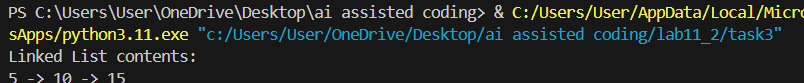 PS C:\Users\User\OneDrive\Desktop\ai assisted coding> & C:/Users/User/AppData/Local/Micro
sApps/python3.11.exe "c:/Users/User/OneDrive/Desktop/ai assisted coding/lab11_2/task3"
Linked List contents:
5 -> 10 -> 15